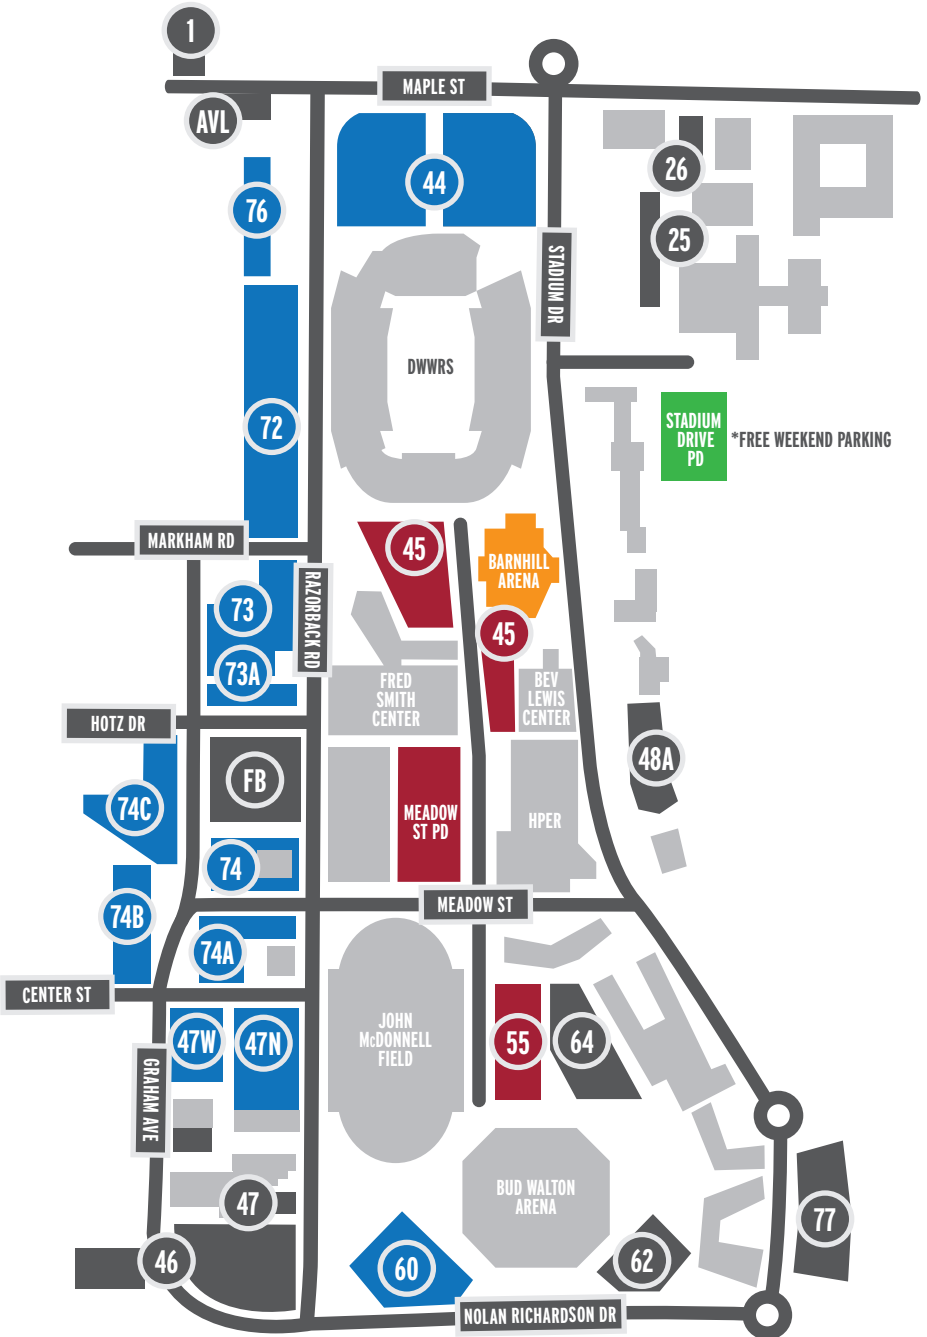 1
MAPLE ST
AVL
44
26
76
25
STADIUM DR
DWWRS
72
STADIUM
DRIVE
PD
*FREE WEEKEND PARKING
MARKHAM RD
45
BARNHILL
ARENA
RAZORBACK RD
73
45
73A
FRED
SMITH
CENTER
BEV
LEWIS
CENTER
HOTZ DR
48A
FB
74C
MEADOW
ST PD
HPER
74
MEADOW ST
74B
74A
CENTER ST
JOHN
McDONNELL
FIELD
47W
47N
55
64
GRAHAM AVE
BUD WALTON
ARENA
47
77
46
60
62
NOLAN RICHARDSON DR